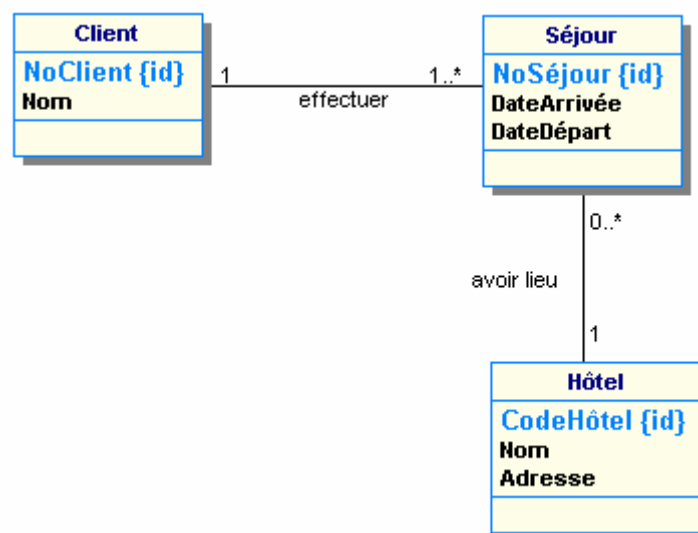 Client
NoClient {id}
Nom
1
effectuer
1..*
Séjour
NoSéjour {id}
DateArrivée
DateDépart
0..*
avoir lieu
1
Hôtel
CodeHôtel {id}
Nom
Adresse